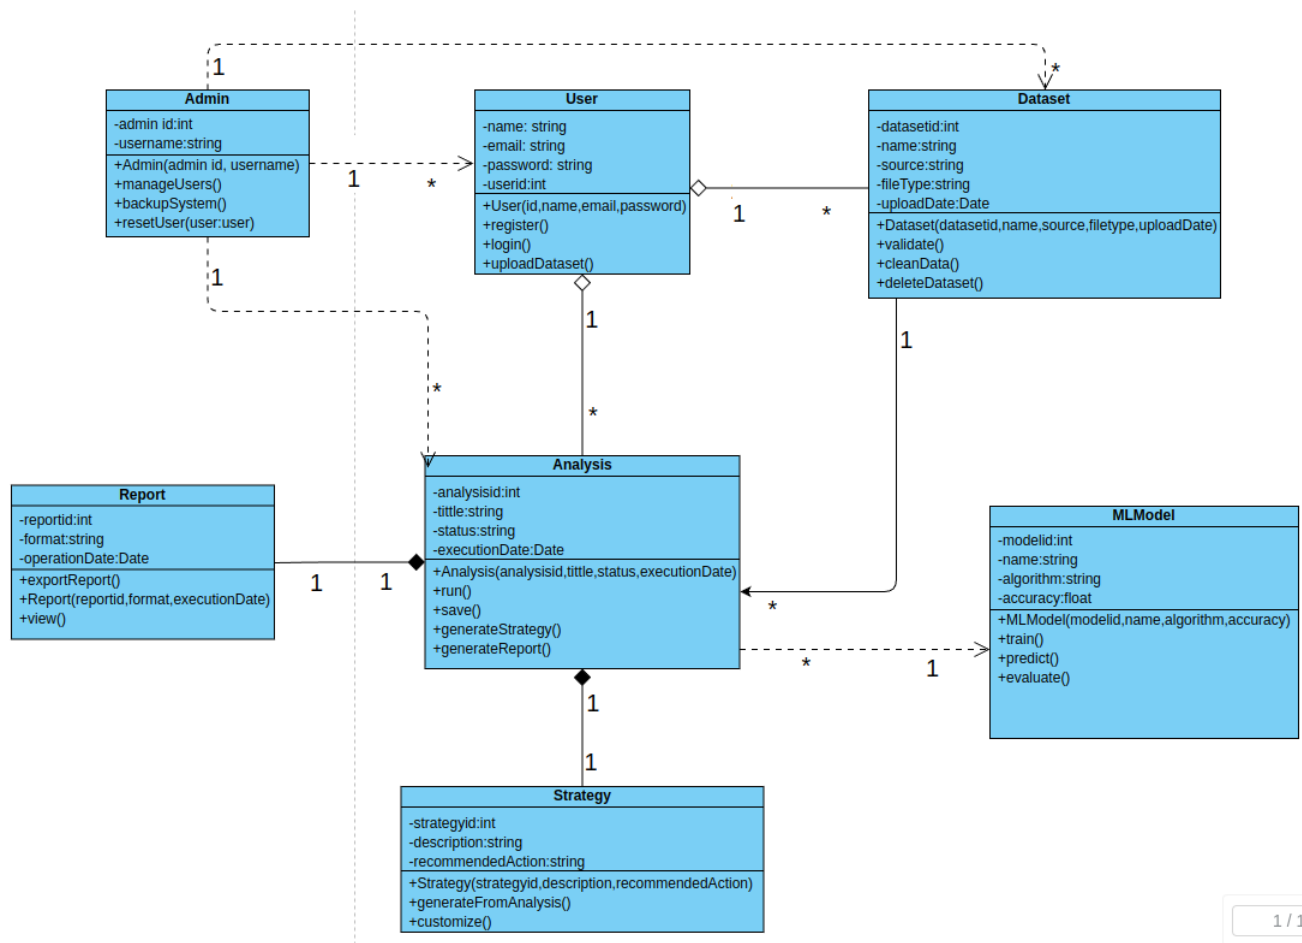 1
*
Admin
-admin id:int
-username:string
+Admin(admin id, username)
+manageUsers()
+backupSystem()
+resetUser(user:user)
1
*
User
-name: string
-email: string
-password: string
-userid:int
+User(id,name,email,password)
+register()
+login()
+uploadDataset()
1
*
Dataset
-datasetid:int
-name:string
-source:string
-fileType:string
-uploadDate:Date
+Dataset(datasetid,name,source,filetype,uploadDate)
+validate()
+cleanData()
+deleteDataset()
1
*
1
*
1
*
Report
-reportid:int
-format:string
-operationDate:Date
+exportReport()
+Report(reportid,format,executionDate)
+view()
1
1
Analysis
-analysisid:int
-tittle:string
-status:string
-executionDate:Date
+Analysis(analysisid,tittle,status,executionDate)
+run()
+save()
+generateStrategy()
+generateReport()
*
1
MLModel
-modelid:int
-name:string
-algorithm:string
-accuracy:float
+MLModel(modelid,name,algorithm,accuracy)
+train()
+predict()
+evaluate()
1
1
Strategy
-strategyid:int
-description:string
-recommendedAction:string
+Strategy(strategyid,description,recommendedAction)
+generateFromAnalysis()
+customize()
1 / 1